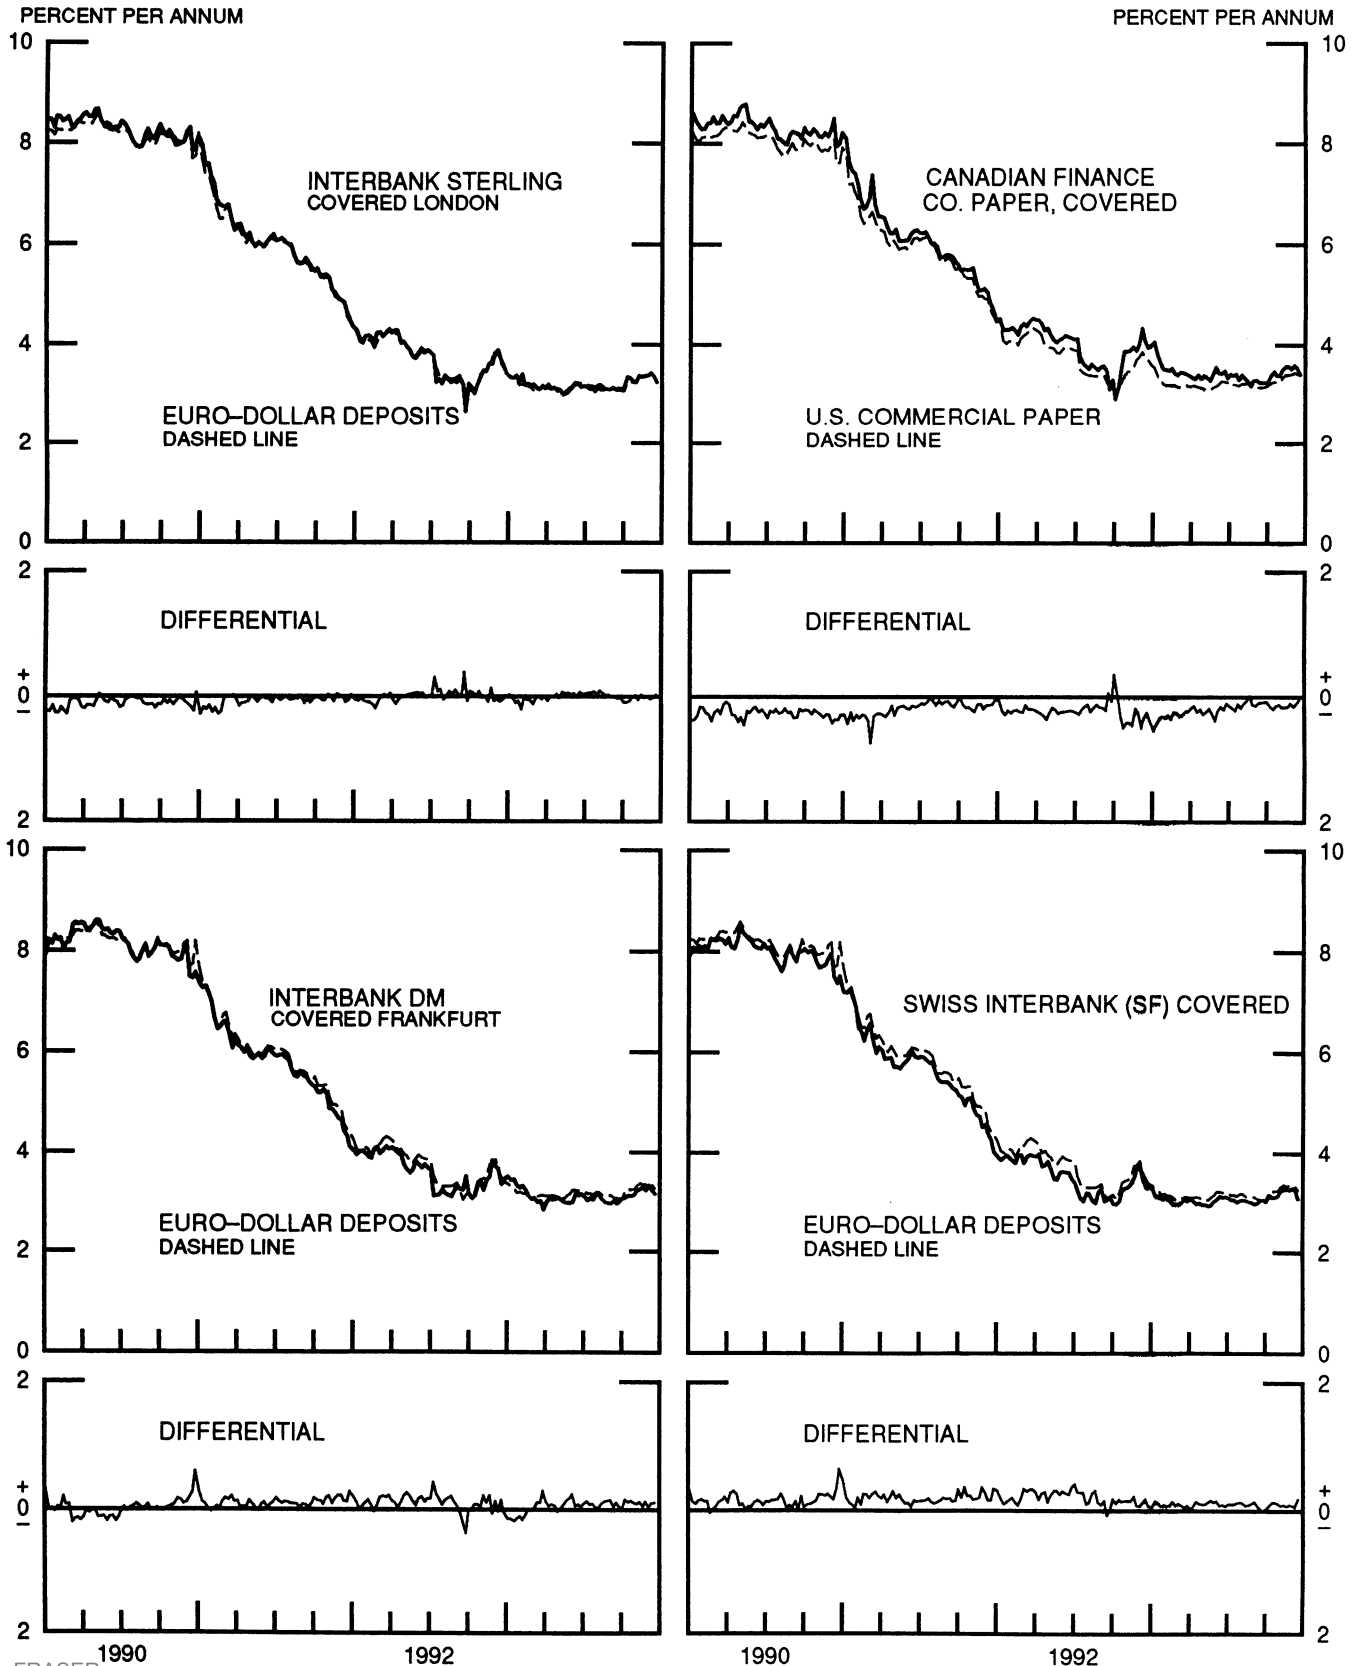 PERCENT PER ANNUM
PERCENT PER ANNUM
10
8
6
4
2
0
INTERBANK STERLING
COVERED LONDON
EURO–DOLLAR DEPOSITS
DASHED LINE
CANADIAN FINANCE
CO. PAPER, COVERED
U.S. COMMERCIAL PAPER
DASHED LINE
10
8
6
4
2
0
2
+
0
–
2
DIFFERENTIAL
DIFFERENTIAL
2
+
0
–
2
10
8
6
4
2
0
INTERBANK DM
COVERED FRANKFURT
EURO–DOLLAR DEPOSITS
DASHED LINE
SWISS INTERBANK (SF) COVERED
EURO–DOLLAR DEPOSITS
DASHED LINE
10
8
6
4
2
0
2
+
0
–
2
DIFFERENTIAL
DIFFERENTIAL
2
+
0
–
2
1990
1992
1990
1992
FRASER